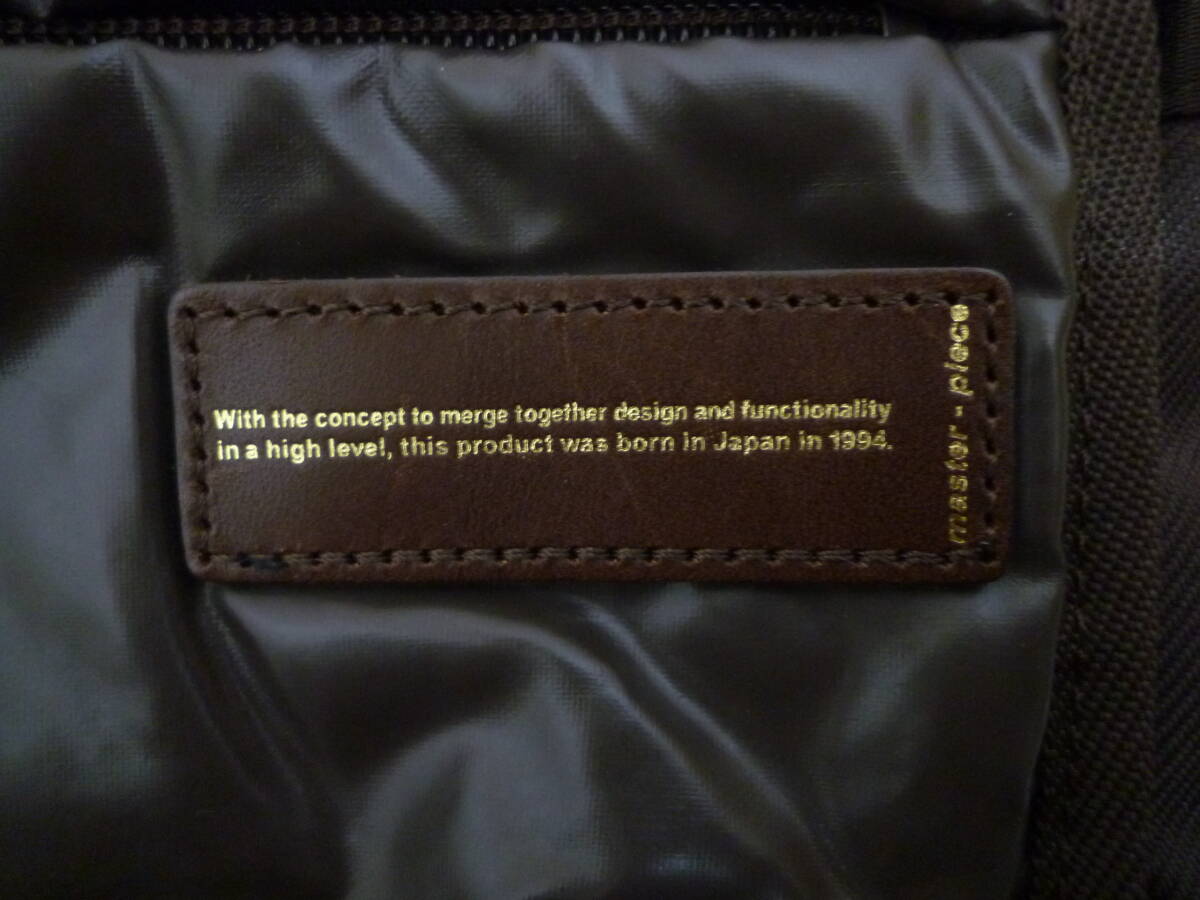 With the concept to merge together design and functionality
in a high level, this product was born in Japan in 1994.
master - piece